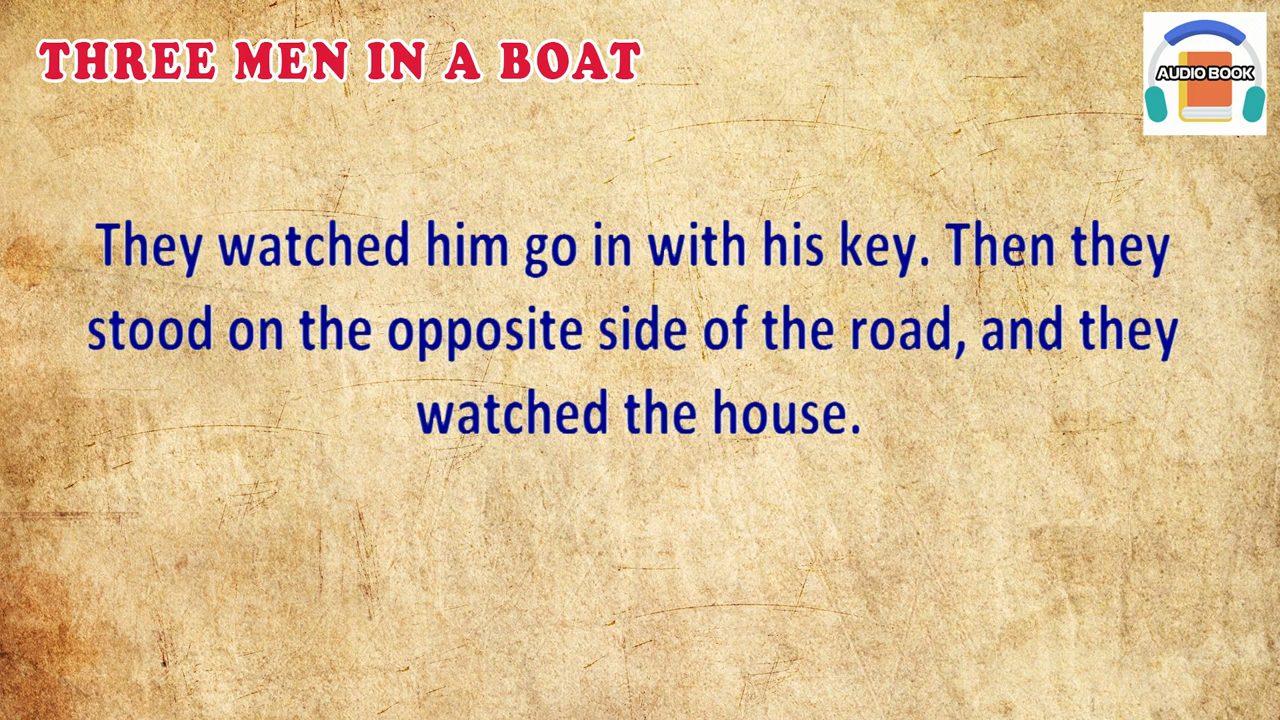 THREE MEN IN A BOAT
AUDIO BOOK
They watched him go in with his key. Then they
stood on the opposite side of the road, and they
watched the house.